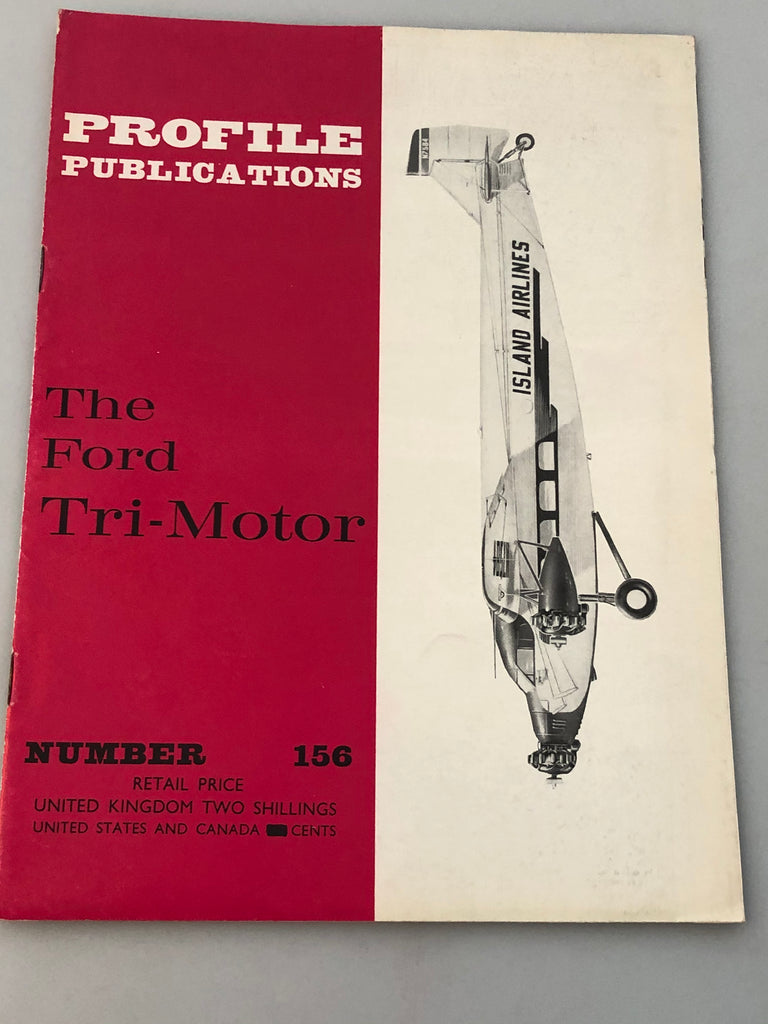 PROFILE
PUBLICATIONS
The
Ford
Tri-Motor
NUMBER 156
RETAIL PRICE
UNITED KINGDOM TWO SHILLINGS
UNITED STATES AND CANADA CENTS
N7584
ISLAND AIRLINES